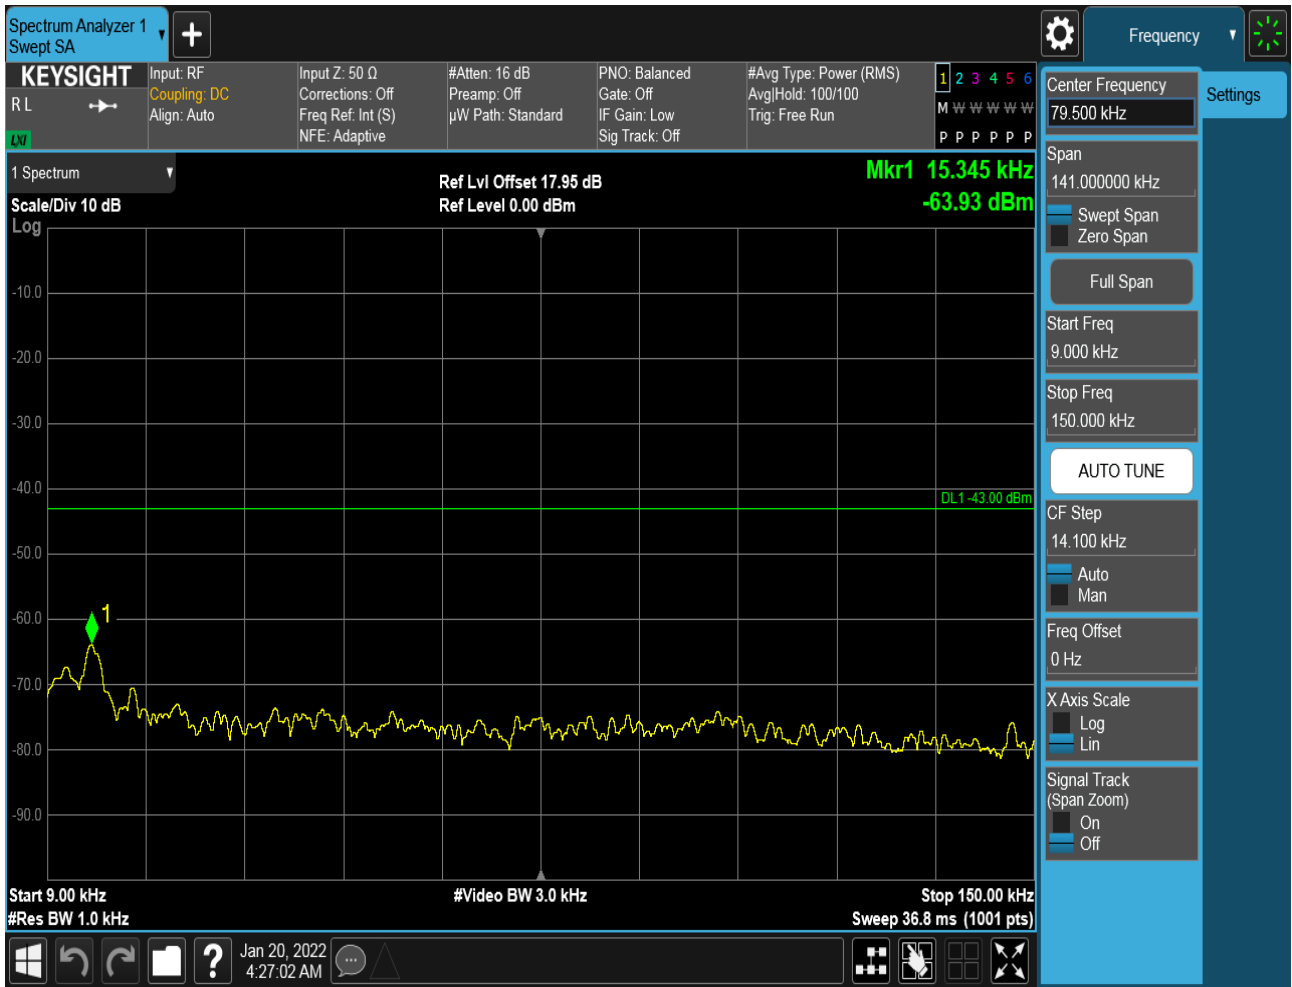 Spectrum Analyzer 1
Swept SA
+
Frequency
KEYSIGHT
R L
LXI
Input: RF
Coupling: DC
Align: Auto
Input Z: 50 Ω
Corrections: Off
Freq Ref: Int (S)
NFE: Adaptive
#Atten: 16 dB
Preamp: Off
µW Path: Standard
PNO: Balanced
Gate: Off
IF Gain: Low
Sig Track: Off
#Avg Type: Power (RMS)
Avg|Hold: 100/100
Trig: Free Run
1 2 3 4 5 6
M W W W W W
P P P P P P
1 Spectrum
Scale/Div 10 dB
Log
Ref Lvl Offset 17.95 dB
Ref Level 0.00 dBm
Mkr1 15.345 kHz
-63.93 dBm
-10.0
-20.0
-30.0
-40.0
DL1 -43.00 dBm
-50.0
-60.0
1
-70.0
-80.0
-90.0
Start 9.00 kHz
#Res BW 1.0 kHz
#Video BW 3.0 kHz
Stop 150.00 kHz
Sweep 36.8 ms (1001 pts)
Center Frequency
79.500 kHz
Settings
Span
141.000000 kHz
Swept Span
Zero Span
Full Span
Start Freq
9.000 kHz
Stop Freq
150.000 kHz
AUTO TUNE
CF Step
14.100 kHz
Auto
Man
Freq Offset
0 Hz
X Axis Scale
Log
Lin
Signal Track
(Span Zoom)
On
Off
?
Jan 20, 2022
4:27:02 AM